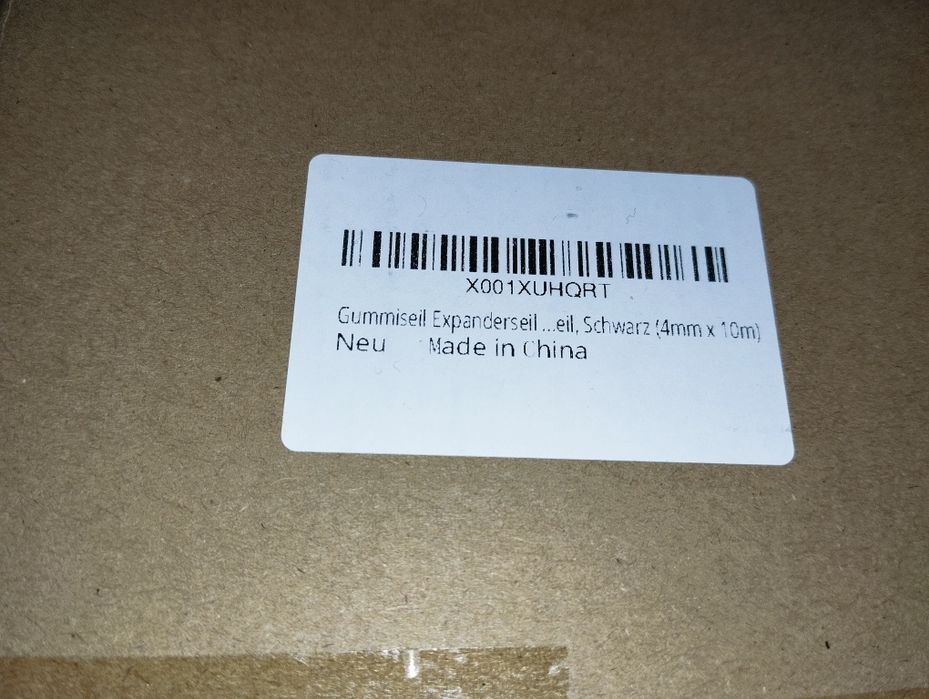 X001XUHQRT
Gummiseil Expanderseil ...eil, Schwarz (4mm x 10m)
Neu Made in China